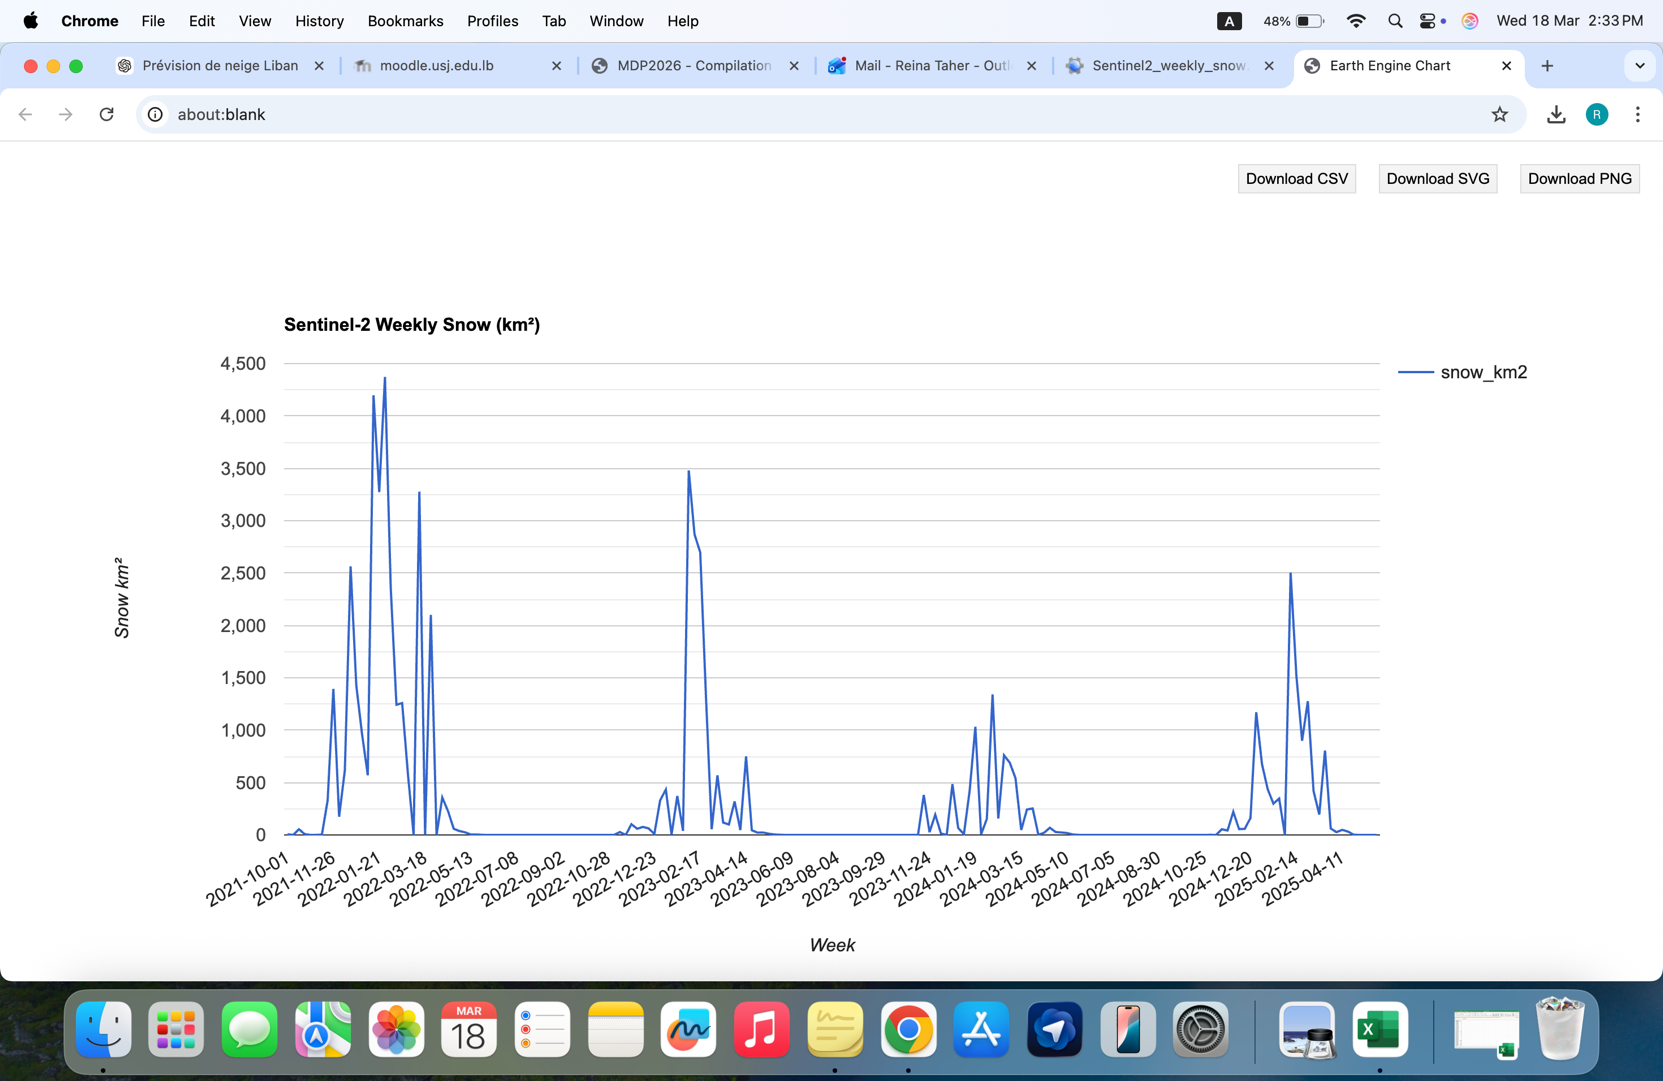 Chrome File Edit View History Bookmarks Profiles Tab Window Help A 48% Wed 18 Mar 2:33 PM
Prévision de neige Liban moodle.usj.edu.lb MDP2026 - Compilation Mail - Reina Taher - Outl Sentinel2_weekly_snow. Earth Engine Chart
about:blank R
Download CSV Download SVG Download PNG
Sentinel-2 Weekly Snow (km²)
4,500
snow_km2
4,000
3,500
3,000
2,500
Snow km²
2,000
1,500
1,000
500
0
2021-10-01 2021-11-26 2022-01-21 2022-03-18 2022-05-13 2022-07-08 2022-09-02 2022-10-28 2022-12-23 2023-02-17 2023-04-14 2023-06-09 2023-08-04 2023-09-29 2023-11-24 2024-01-19 2024-03-15 2024-05-10 2024-07-05 2024-08-30 2024-10-25 2024-12-20 2025-02-14 2025-04-11
Week
MAR
18
X